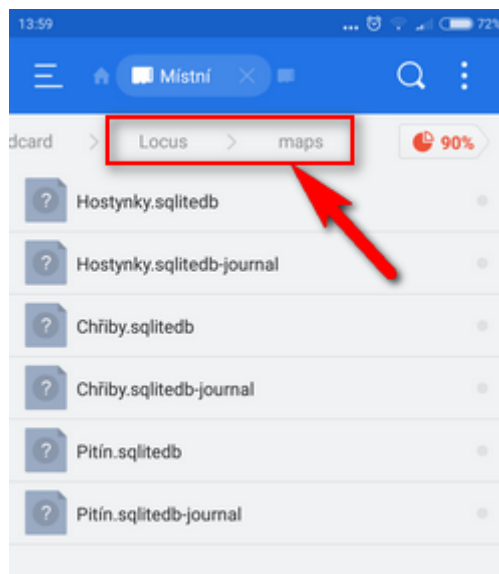 13:59 ... 72%
Místní
dcard > Locus > maps 90%
Hostynky.sqlitedb
Hostynky.sqlitedb-journal
Chřiby.sqlitedb
Chřiby.sqlitedb-journal
Pitín.sqlitedb
Pitín.sqlitedb-journal